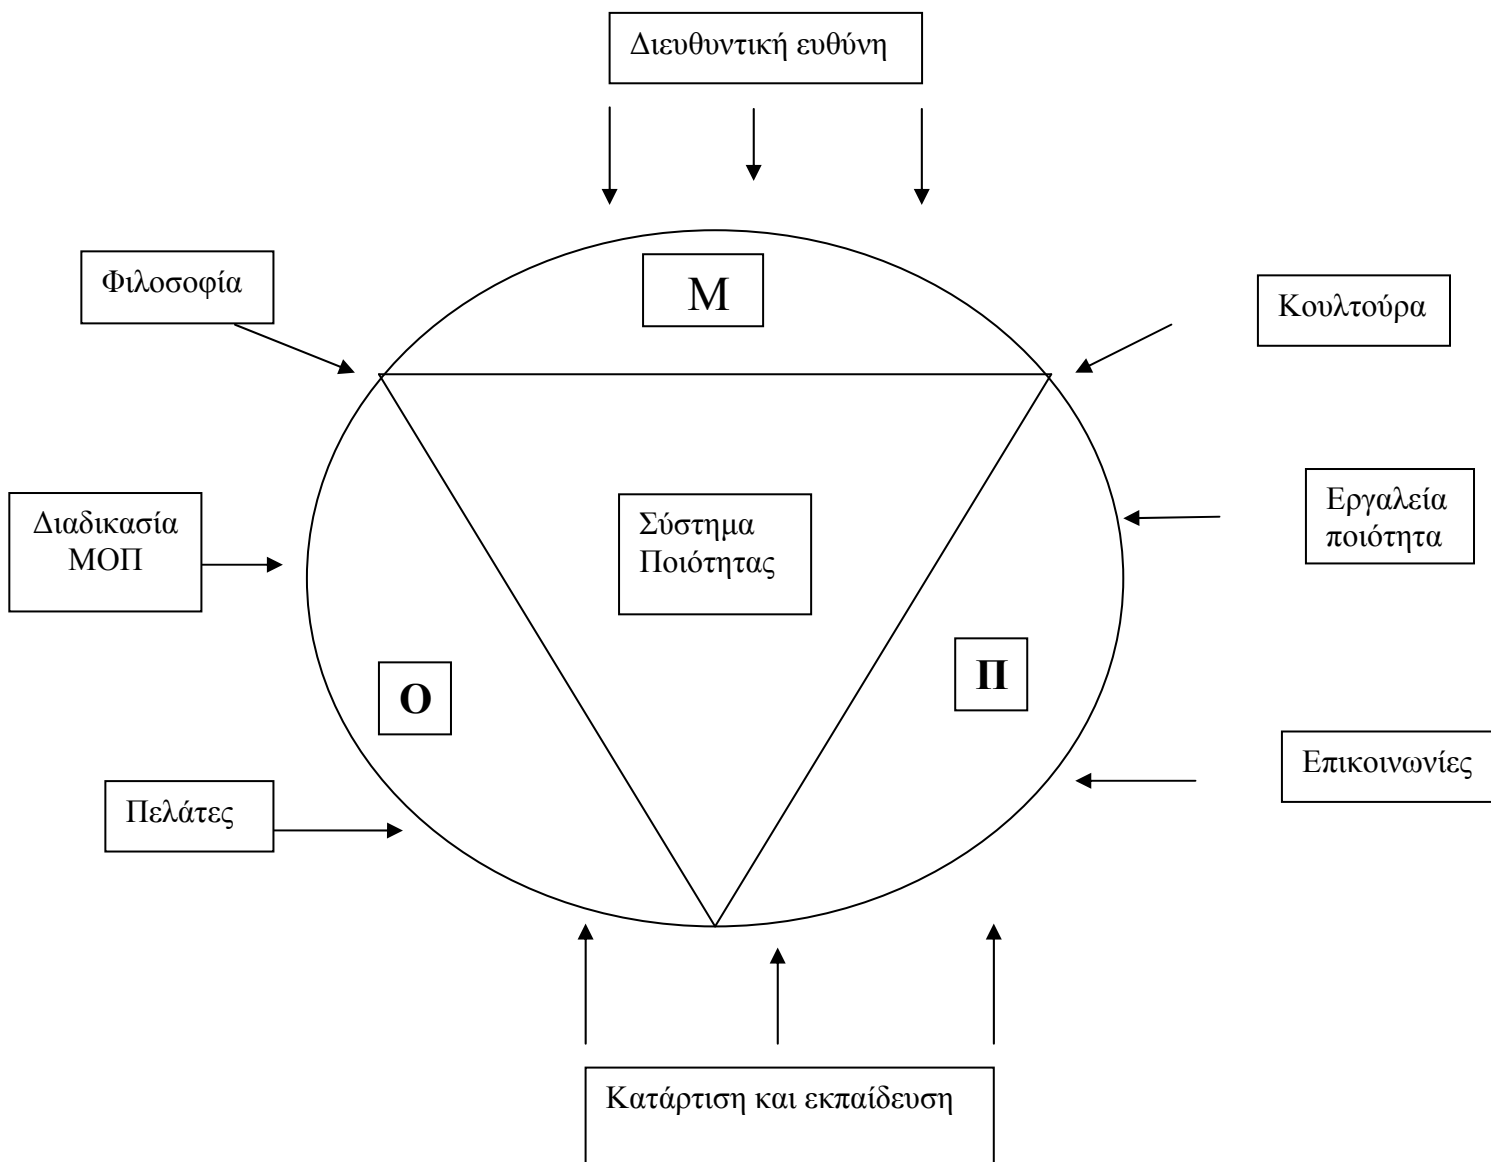 Διευθυντική ευθύνη
Φιλοσοφία
Μ
Κουλτούρα
Διαδικασία
ΜΟΠ
Σύστημα
Ποιότητας
Εργαλεία
ποιότητα
Ο
Π
Πελάτες
Επικοινωνίες
Κατάρτιση και εκπαίδευση